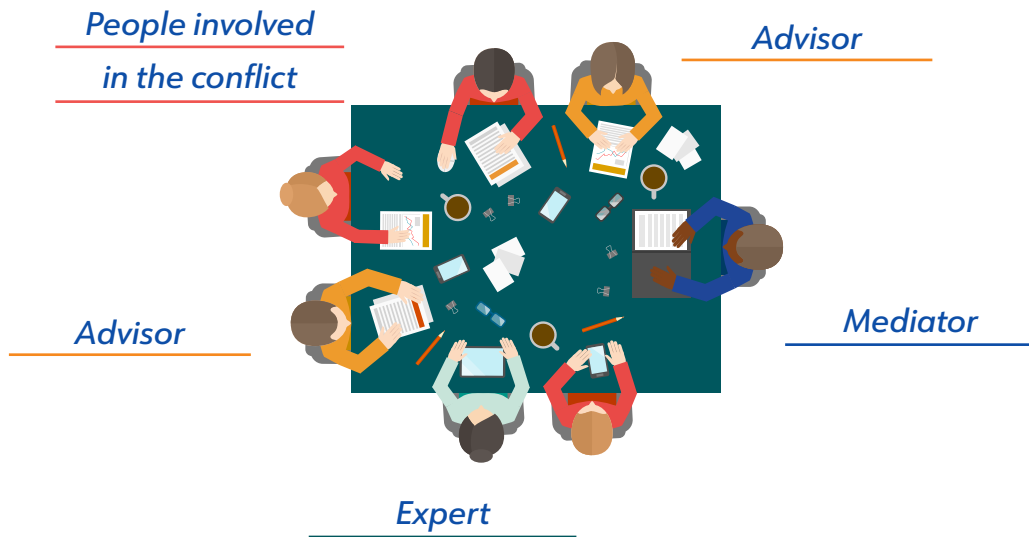 People involved
in the conflict
Advisor
Advisor
Mediator
Expert